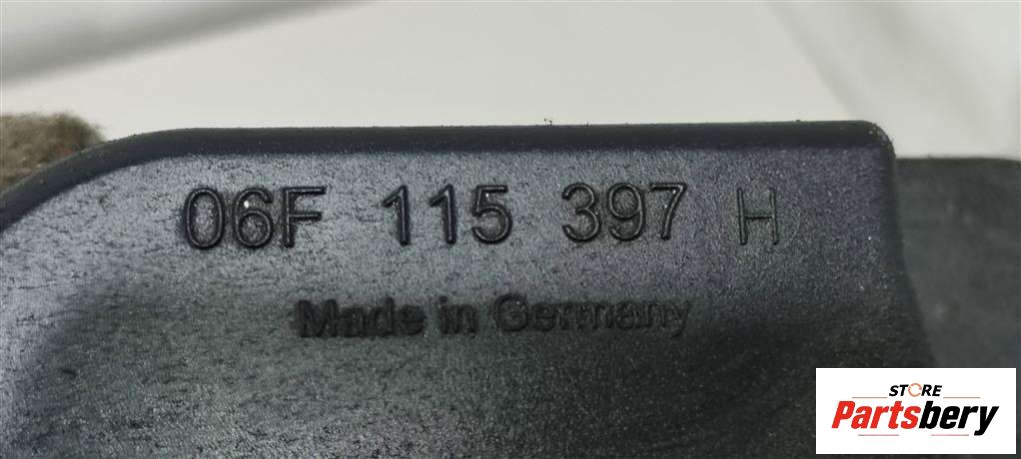 06F 115 397 H
Made in Germany
STORE
Partsbery